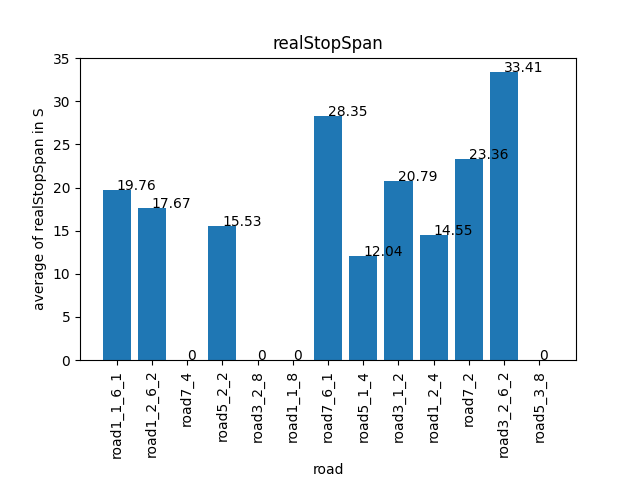 realStopSpan
average of realStopSpan in S
35
30
25
20
15
10
5
0
19.76
17.67
0
15.53
0
0
28.35
12.04
20.79
14.55
23.36
33.41
0
road1_1_6_1
road1_2_6_2
road7_4
road5_2_2
road3_2_8
road1_1_8
road7_6_1
road5_1_4
road3_1_2
road1_2_4
road7_2
road3_2_6_2
road5_3_8
road